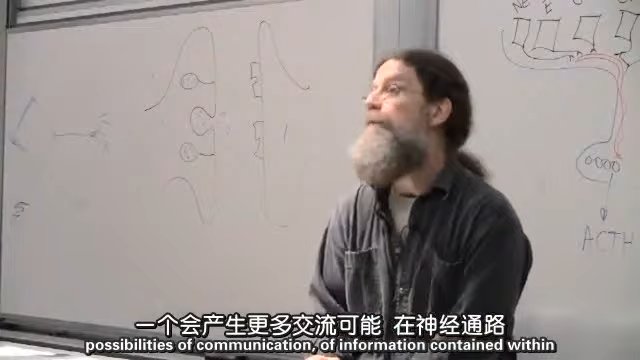 ACTH
一个会产生更多交流可能 在神经通路
possibilities of communication, of information contained within